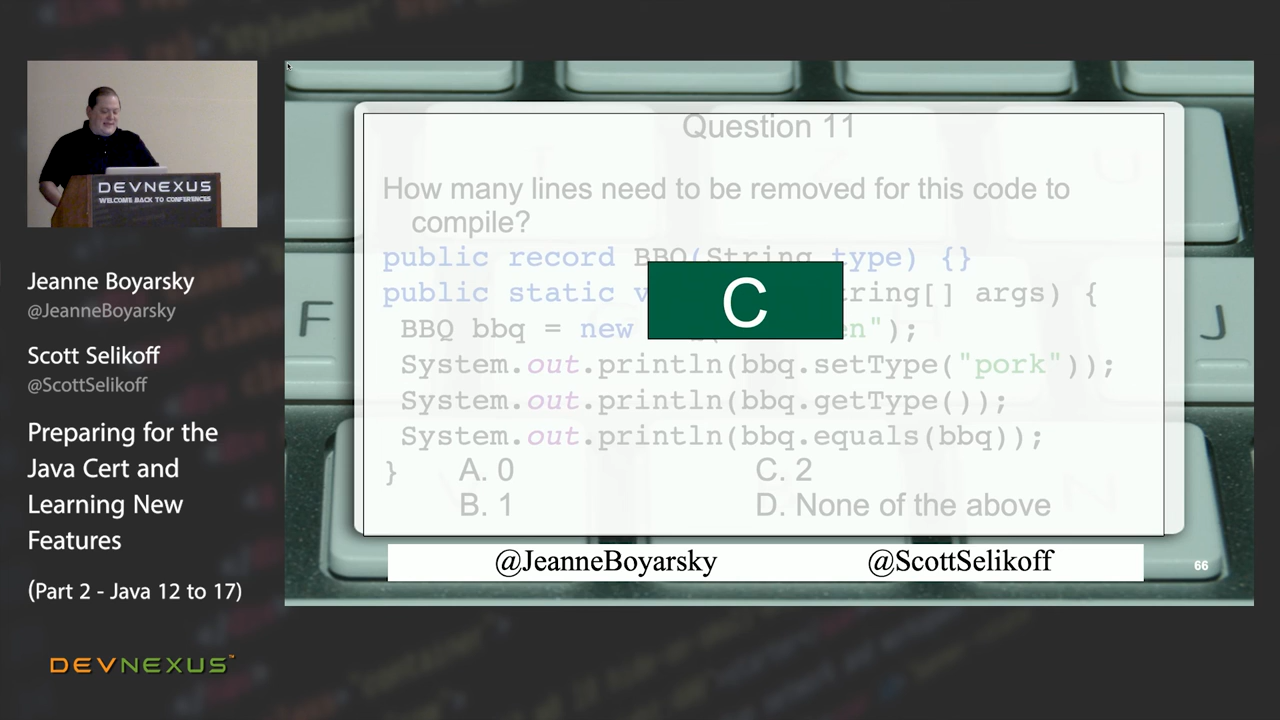 DEVNEXUS
WELCOME BACK TO CONFERENCES
Jeanne Boyarsky
@JeanneBoyarsky
Scott Selikoff
@ScottSelikoff
Preparing for the
Java Cert and
Learning New
Features
(Part 2 - Java 12 to 17)
DEVNEXUS™
Question 11
How many lines need to be removed for this code to
compile?
public record BBQ(String type) {}
public static v tring[] args) {
BBQ bbq = new n");
C
System.out.println(bbq.setType("pork"));
System.out.println(bbq.getType());
System.out.println(bbq.equals(bbq));
} A. 0 C. 2
B. 1 D. None of the above
@JeanneBoyarsky @ScottSelikoff
66
F
J